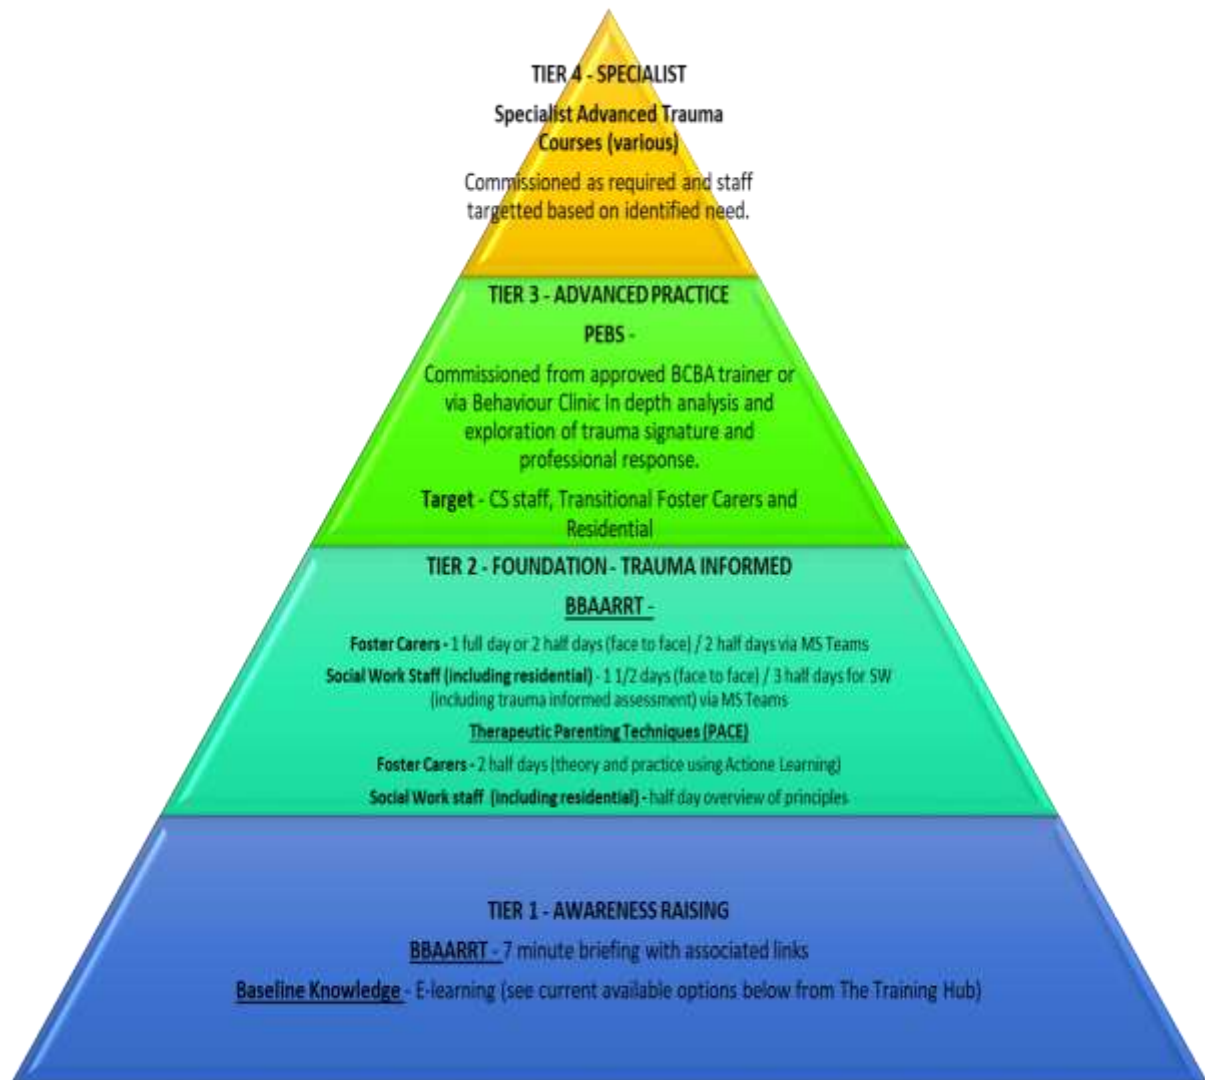 TIER 4 - SPECIALIST
Specialist Advanced Trauma
Courses (various)
Commissioned as required and staff
targetted based on identified need.
TIER 3 - ADVANCED PRACTICE
PEBS -
Commissioned from approved BCBA trainer or
via Behaviour Clinic In depth analysis and
exploration of trauma signature and
professional response.
Target - CS staff, Transitional Foster Carers and
Residential
TIER 2 - FOUNDATION - TRAUMA INFORMED
BBAARRT -
Foster Carers - 1 full day or 2 half days (face to face) / 2 half days via MS Teams
Social Work Staff (including residential) - 1 1/2 days (face to face) / 3 half days for SW
(including trauma informed assessment) via MS Teams
Therapeutic Parenting Techniques (PACE)
Foster Carers - 2 half days (theory and practice using Actione Learning)
Social Work staff (including residential) - half day overview of principles
TIER 1 - AWARENESS RAISING
BBAARRT - 7 minute briefing with associated links
Baseline Knowledge - E-learning (see current available options below from The Training Hub)